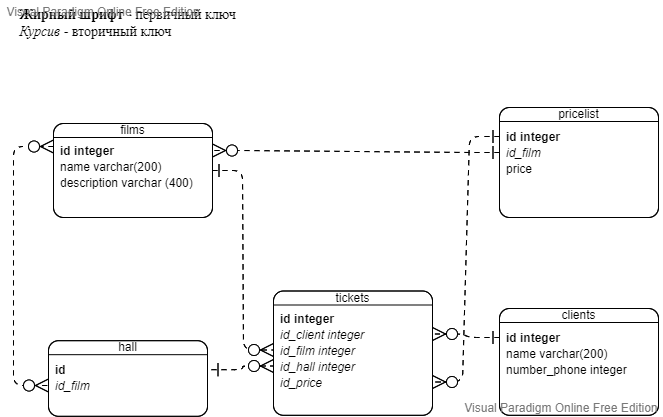 Visual Paradigm Online Free Edition
Жирный шрифт - первичный ключ
Курсив - вторичный ключ
films
id integer
name varchar(200)
description varchar (400)
pricelist
id integer
id_film
price
tickets
id integer
id_client integer
id_film integer
id_hall integer
id_price
clients
id integer
name varchar(200)
number_phone integer
hall
id
id_film
Visual Paradigm Online Free Edition